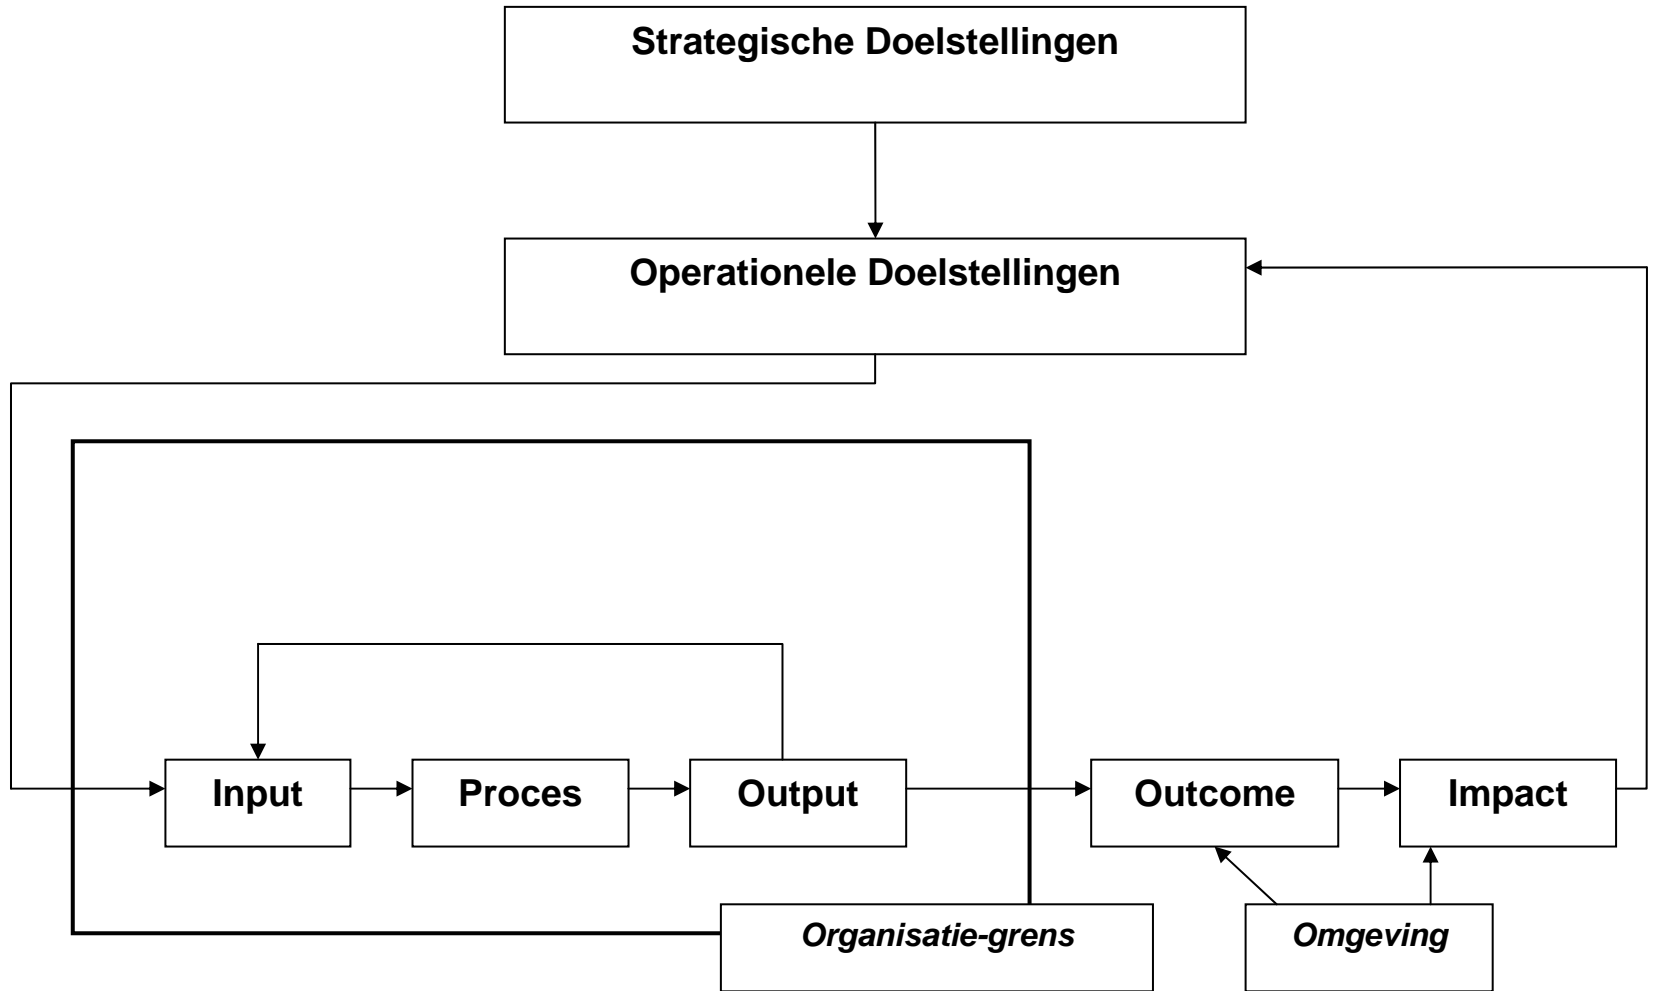 Strategische Doelstellingen
Operationele Doelstellingen
Input
Proces
Output
Outcome
Impact
Organisatie-grens
Omgeving